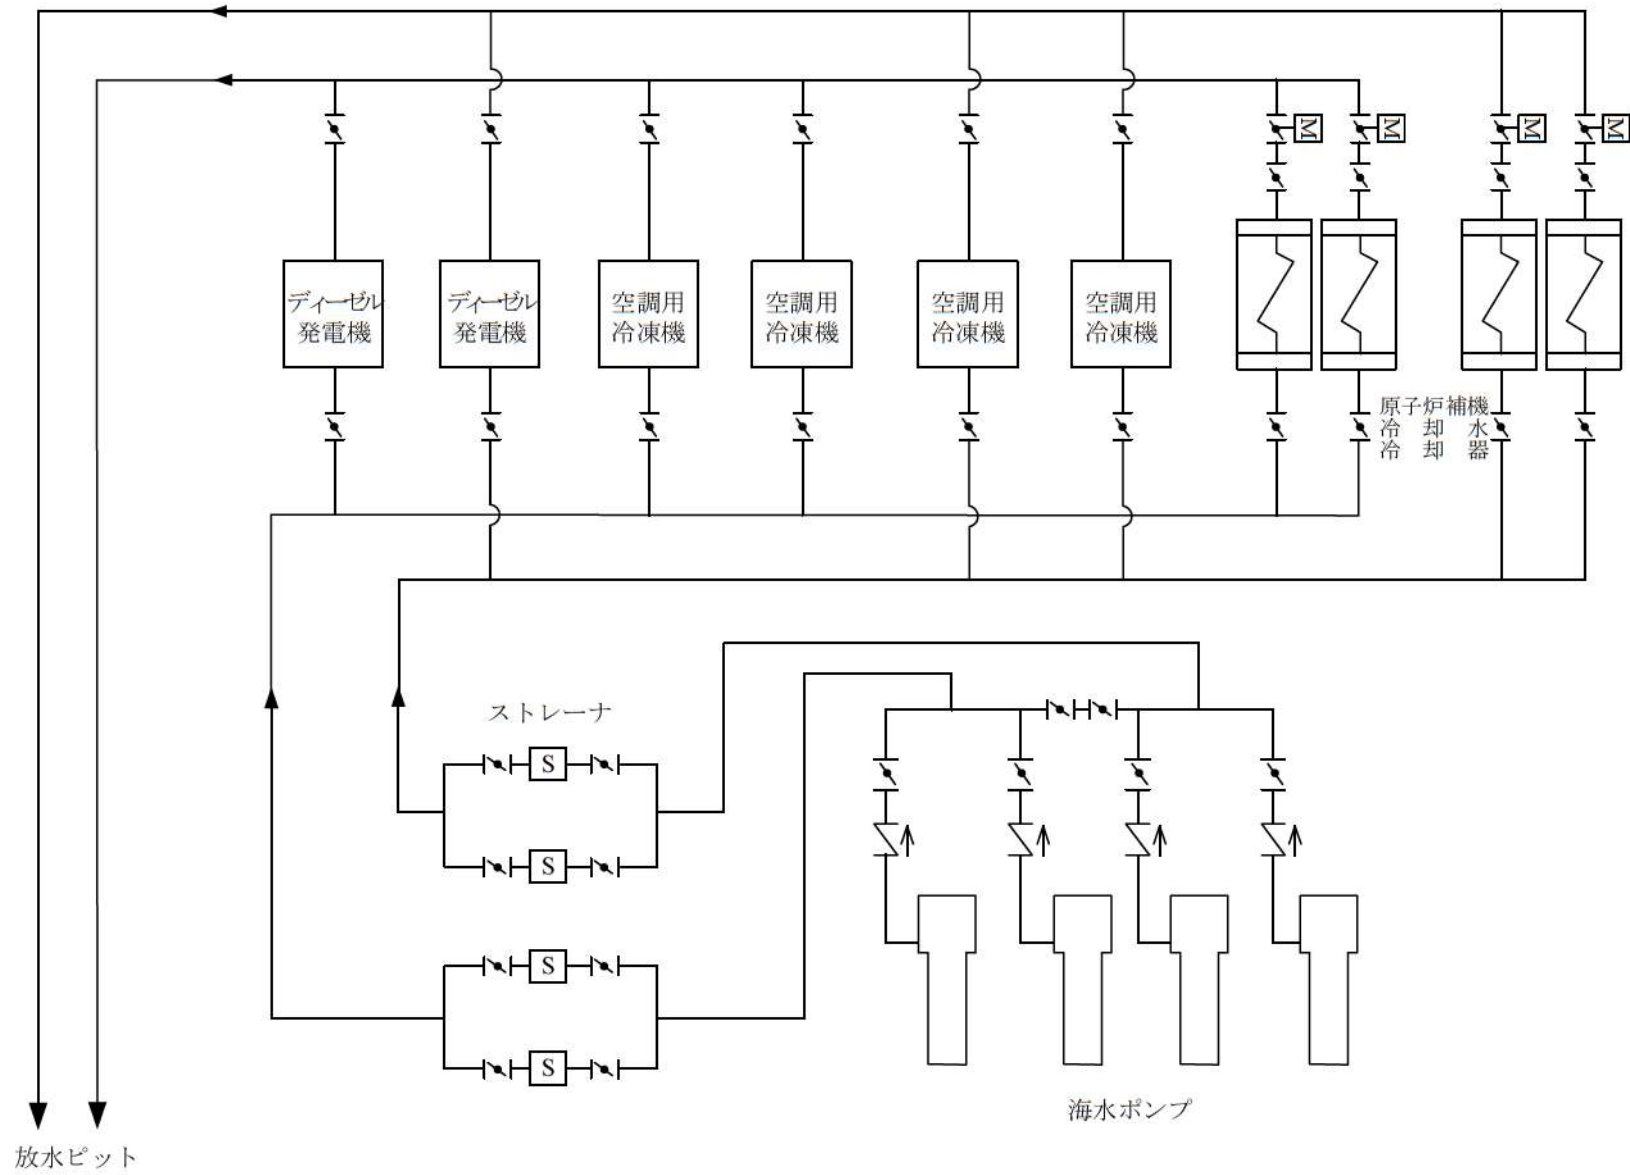 M
M
M
M
ディーゼル
発電機
ディーゼル
発電機
空調用
冷凍機
空調用
冷凍機
空調用
冷凍機
空調用
冷凍機
原子炉補機
冷却水
冷却器
ストレーナ
S
S
S
S
海水ポンプ
放水ピット